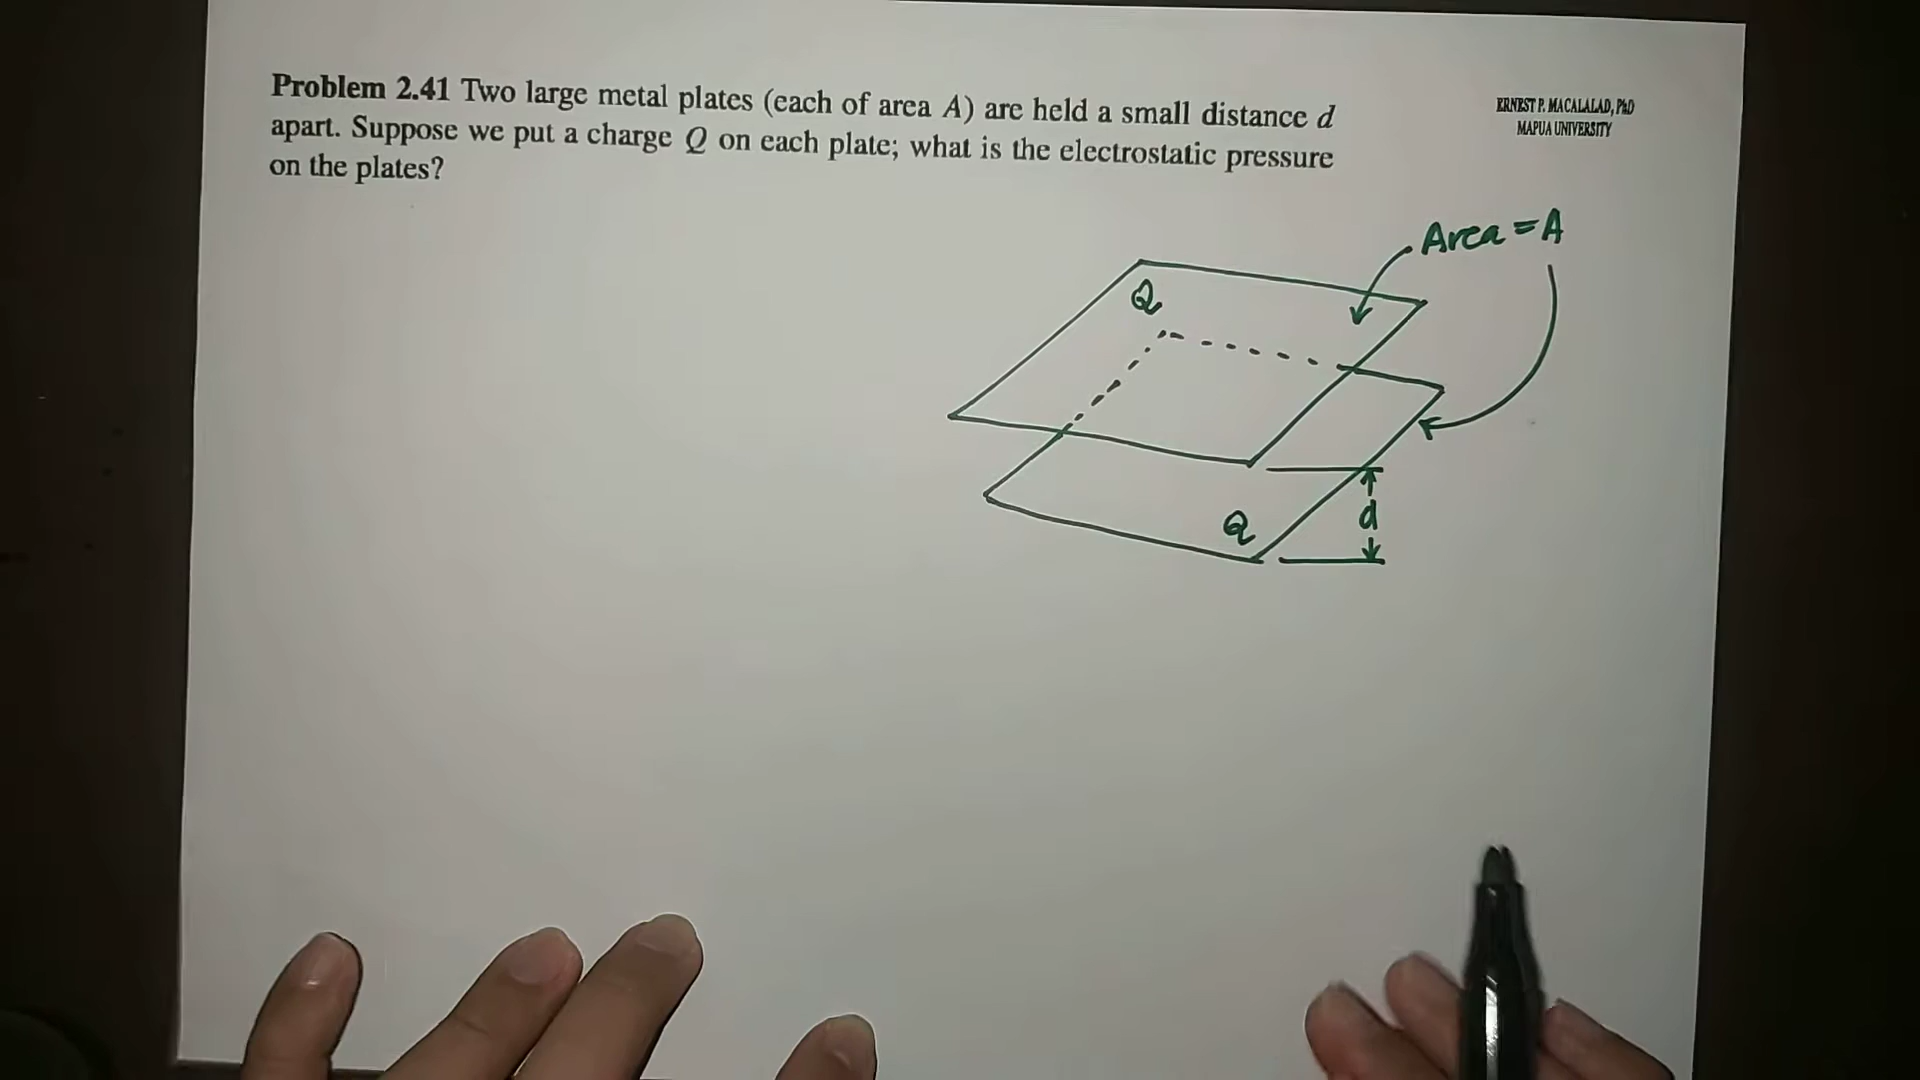 Problem 2.41 Two large metal plates (each of area A) are held a small distance d
apart. Suppose we put a charge Q on each plate; what is the electrostatic pressure
on the plates?
ERNEST P. MACALALAD, PhD
MAPUA UNIVERSITY
Area = A
Q
Q
d